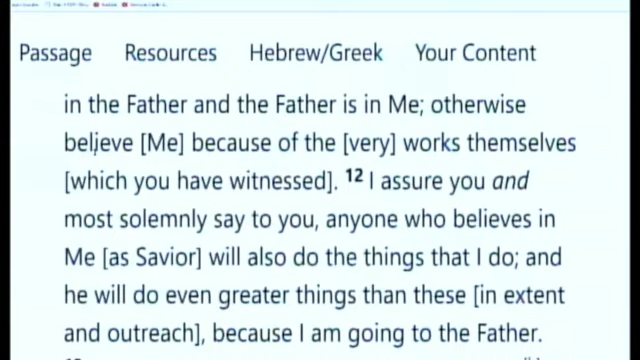 Passage Resources Hebrew/Greek Your Content
in the Father and the Father is in Me; otherwise
believe [Me] because of the [very] works themselves
[which you have witnessed]. 12 I assure you and
most solemnly say to you, anyone who believes in
Me [as Savior] will also do the things that I do; and
he will do even greater things than these [in extent
and outreach], because I am going to the Father.